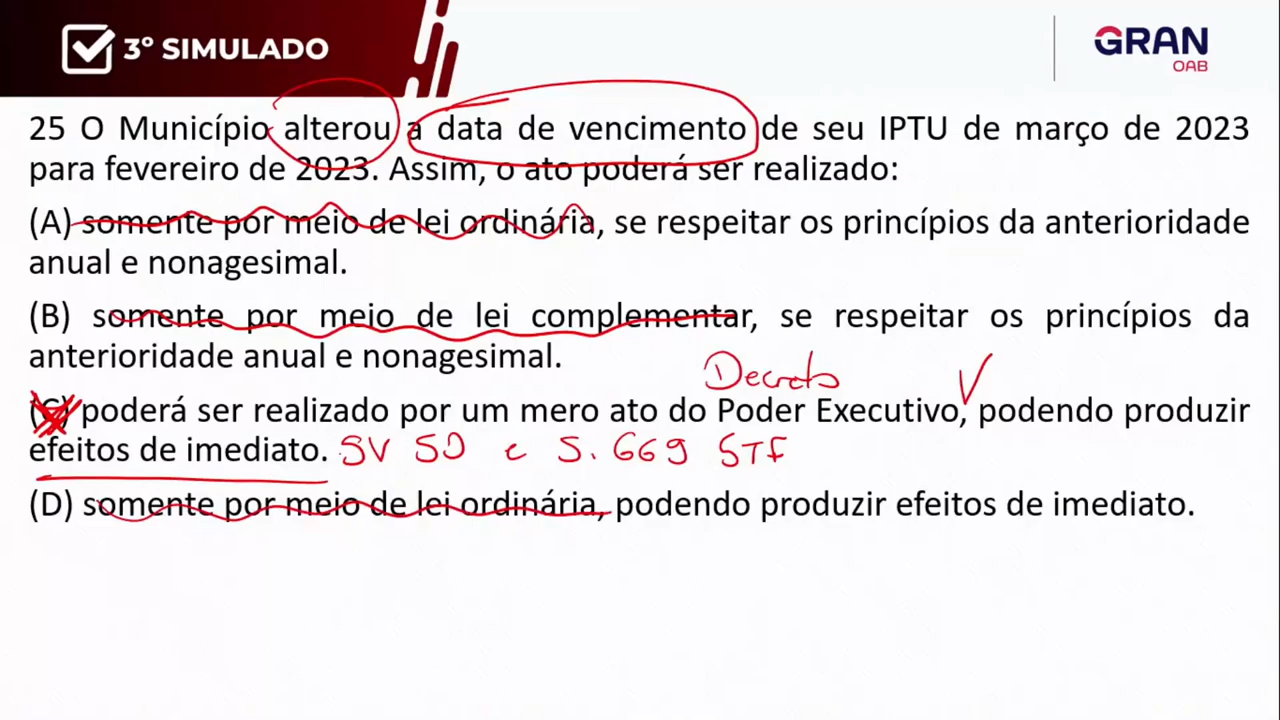 3º SIMULADO
GRAN
OAB
25 O Município alterou a data de vencimento de seu IPTU de março de 2023
para fevereiro de 2023. Assim, o ato poderá ser realizado:
(A) somente por meio de lei ordinária, se respeitar os princípios da anterioridade
anual e nonagesimal.
(B) somente por meio de lei complementar, se respeitar os princípios da
anterioridade anual e nonagesimal.
Decreto
(C) poderá ser realizado por um mero ato do Poder Executivo, podendo produzir
efeitos de imediato. SV 50 e S. 669 STF
(D) somente por meio de lei ordinária, podendo produzir efeitos de imediato.